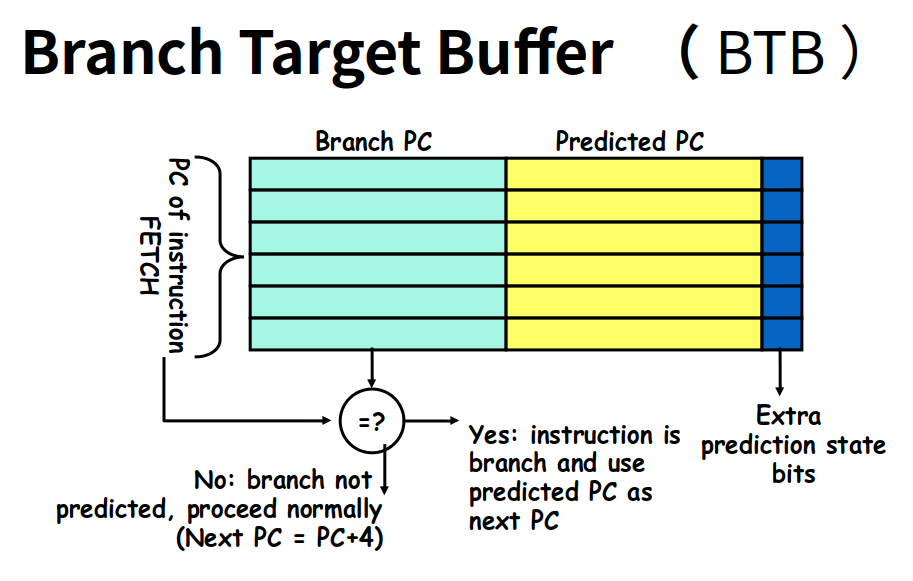 Branch Target Buffer （BTB）
Branch PC
Predicted PC
PC of instruction
FETCH
=?
Yes: instruction is
branch and use
predicted PC as
next PC
Extra
prediction state
bits
No: branch not
predicted, proceed normally
(Next PC = PC+4)